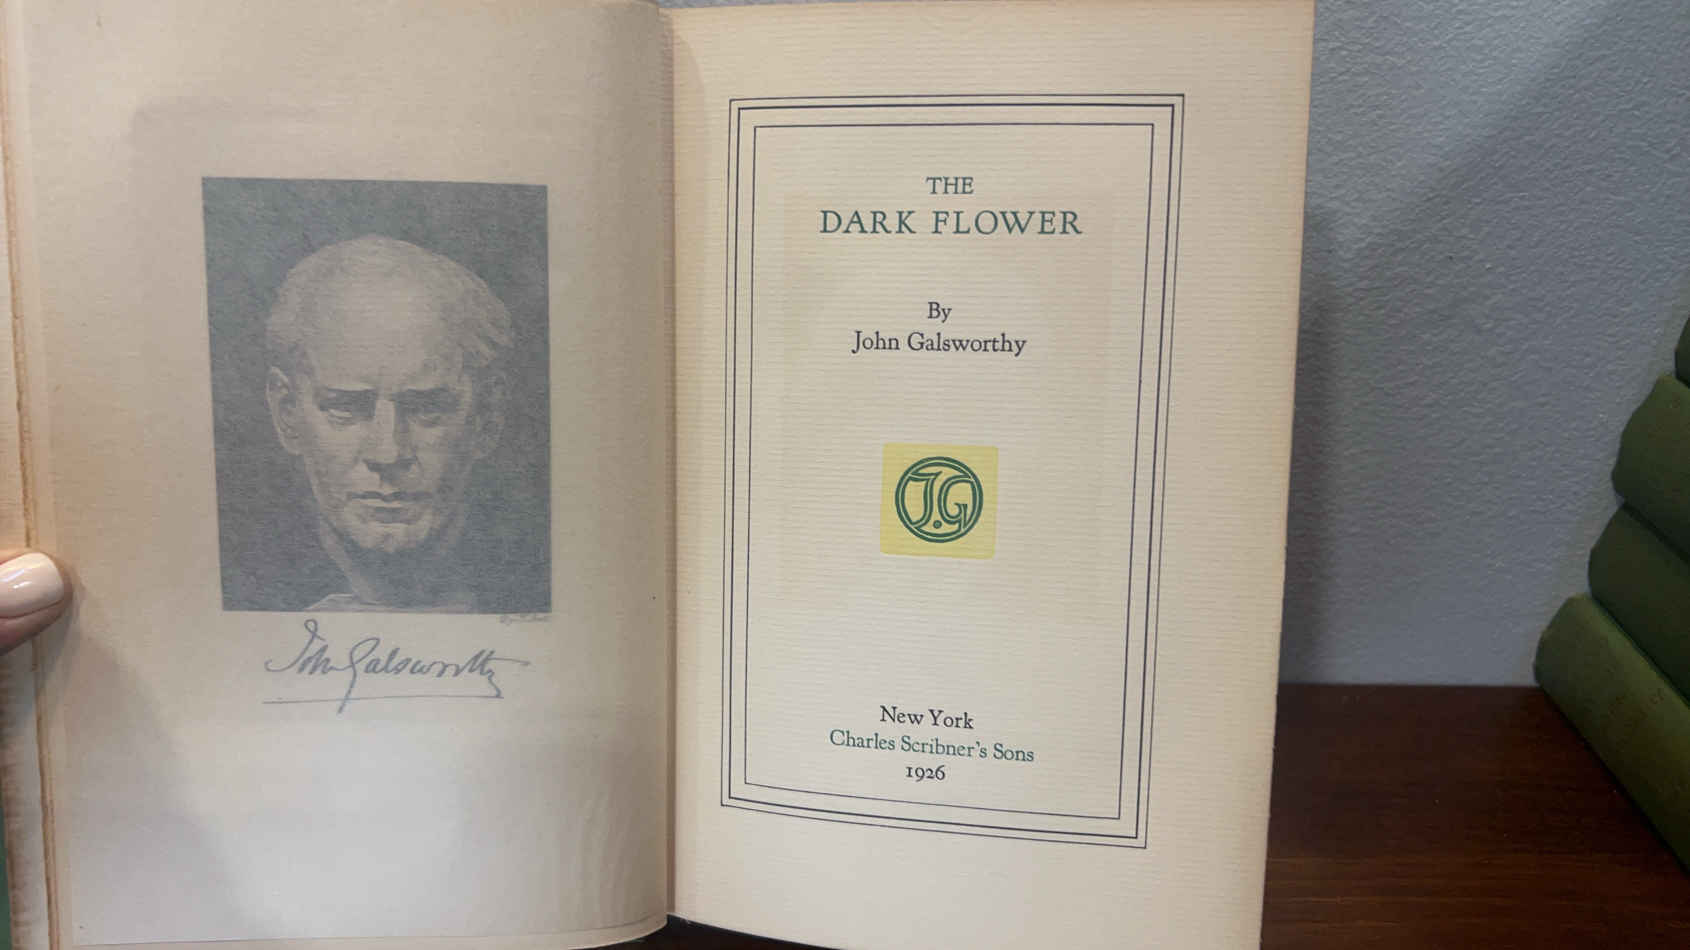 John Galsworthy
THE
DARK FLOWER
By
John Galsworthy
J.G
New York
Charles Scribner's Sons
1926